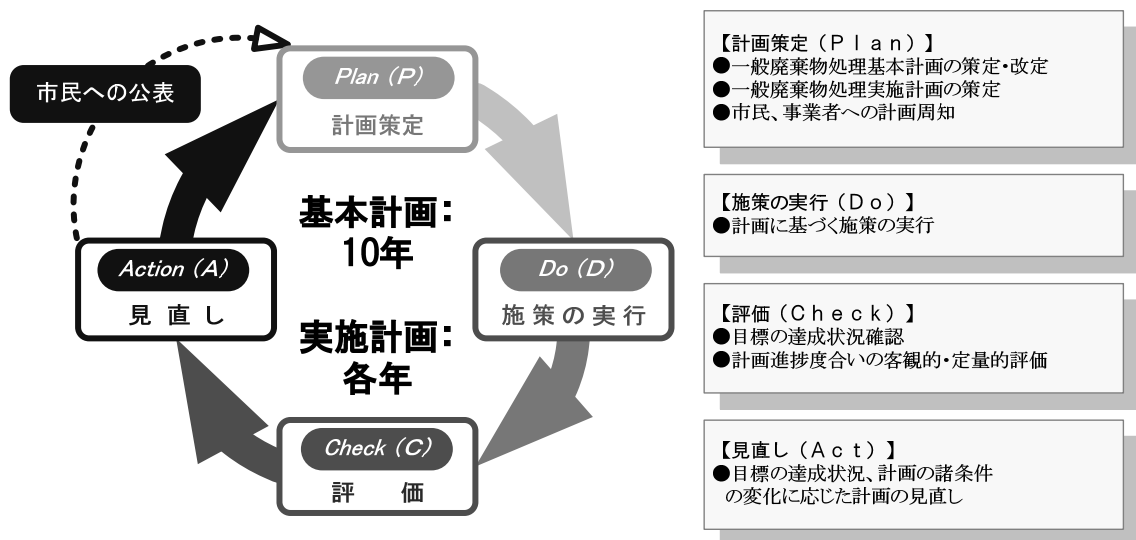 市民への公表
Plan（P）
計画策定
Action（A）
見直し
基本計画：
10年
Do（D）
施策の実行
実施計画：
各年
Check（C）
評　価
【計画策定（Ｐｌａｎ）】
●一般廃棄物処理基本計画の策定・改定
●一般廃棄物処理実施計画の策定
●市民、事業者への計画周知
【施策の実行（Ｄｏ）】
●計画に基づく施策の実行
【評価（Ｃｈｅｃｋ）】
●目標の達成状況確認
●計画進捗度合いの客観的・定量的評価
【見直し（Ａｃｔ）】
●目標の達成状況、計画の諸条件
の変化に応じた計画の見直し